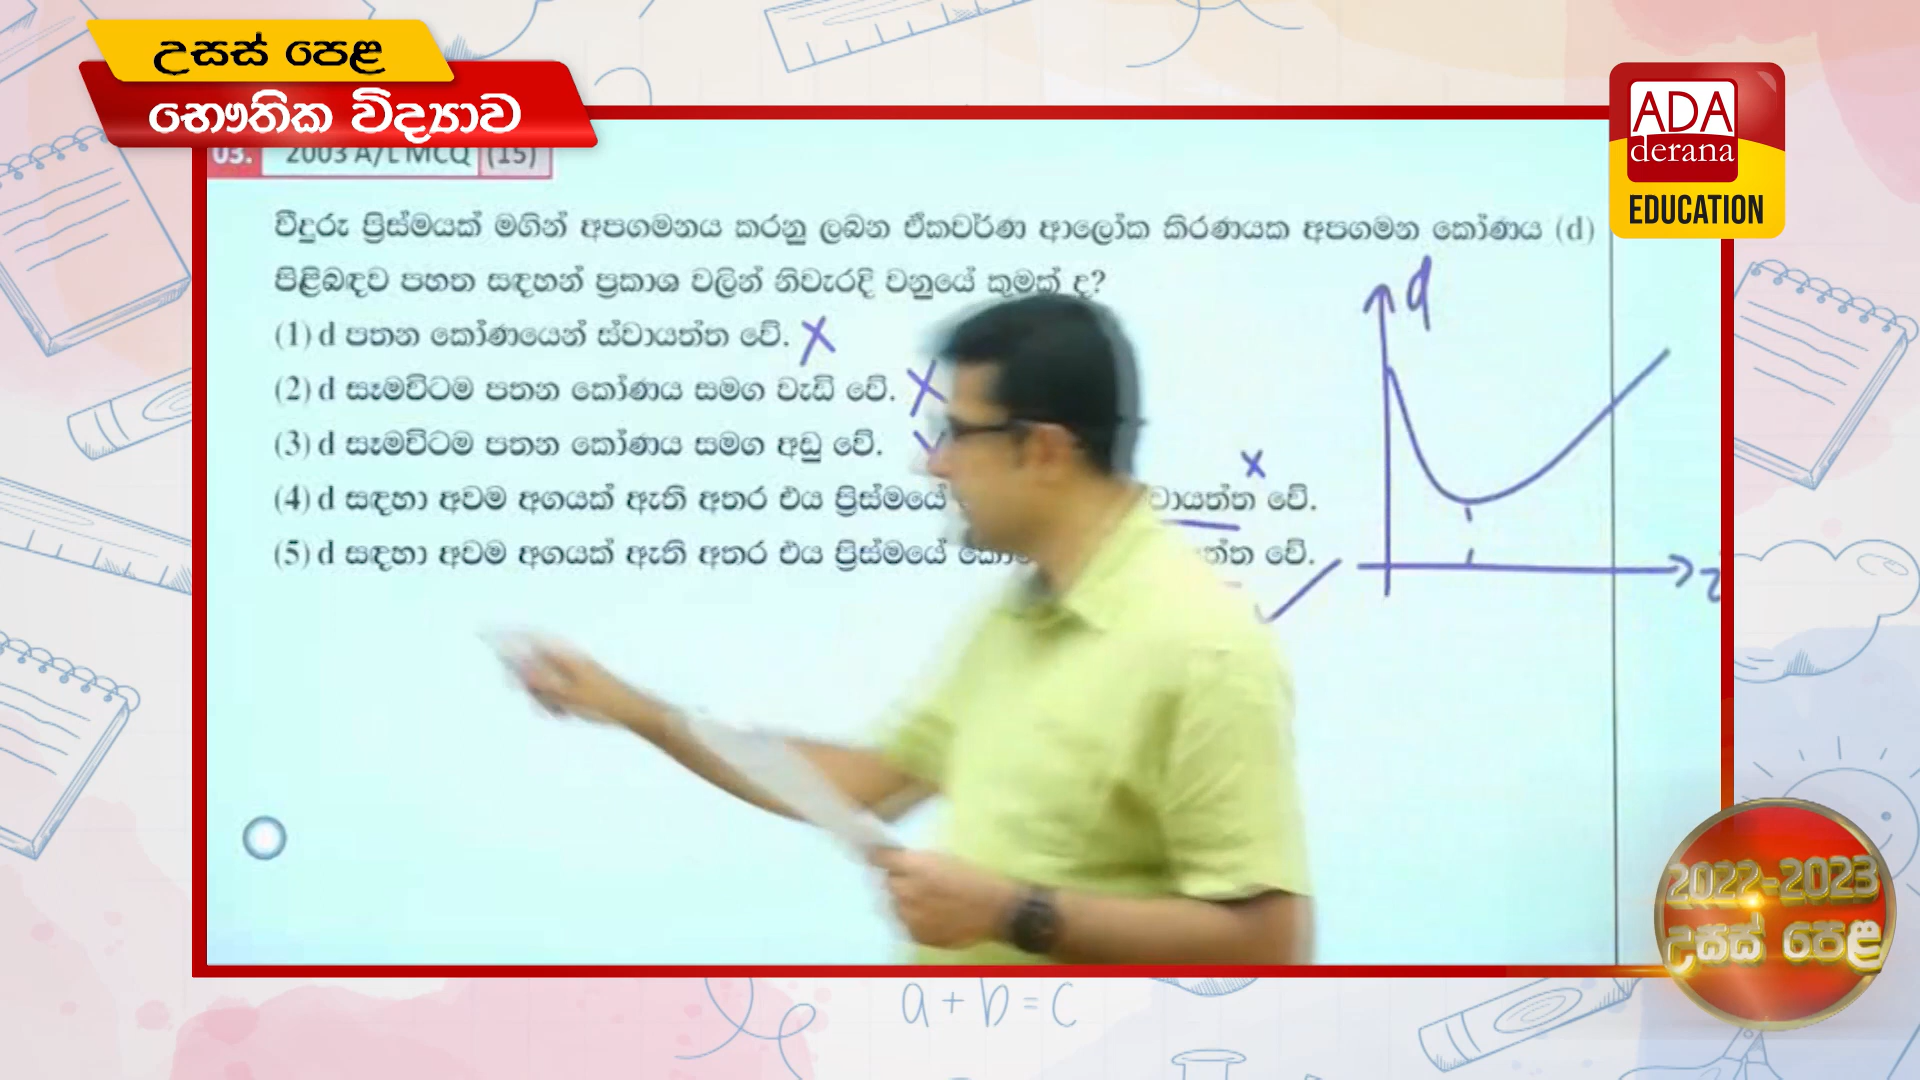 උසස් පෙළ
භෞතික විද්‍යාව
ADA
derana
EDUCATION
03. 2003 A/L MCQ (15)
වීදුරු ප්‍රිස්මයක් මගින් අපගමනය කරනු ලබන ඒකවර්ණ ආලෝක කිරණයක අපගමන කෝණය (d)
පිළිබඳව පහත සඳහන් ප්‍රකාශ වලින් නිවැරදි වනුයේ කුමක් ද?
(1) d පතන කෝණයෙන් ස්වායත්ත වේ. X
(2) d සෑමවිටම පතන කෝණය සමග වැඩි වේ. X
(3) d සෑමවිටම පතන කෝණය සමග අඩු වේ.
(4) d සඳහා අවම අගයක් ඇති අතර එය ප්‍රිස්මයේ වේ. x
(5) d සඳහා අවම අගයක් ඇති අතර එය ප්‍රිස්මයේ වේ.
d
i
2022-2023
උසස් පෙළ
a + b = c